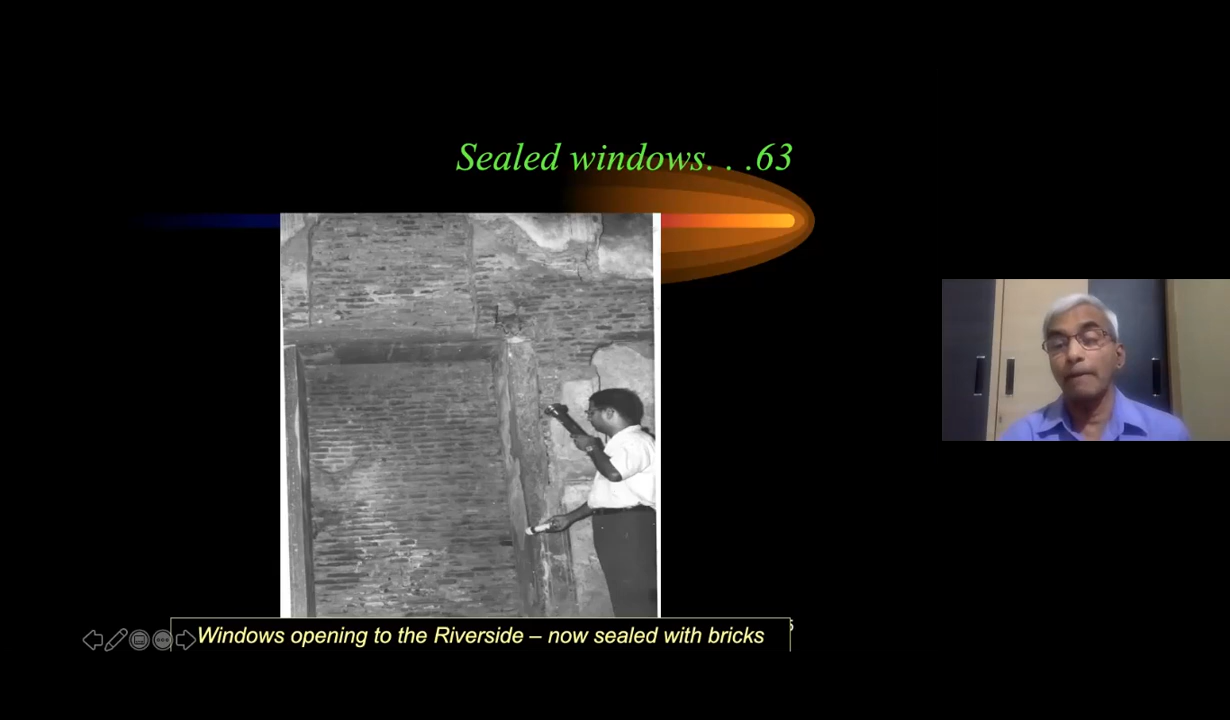 Sealed windows. . .63
Windows opening to the Riverside – now sealed with bricks